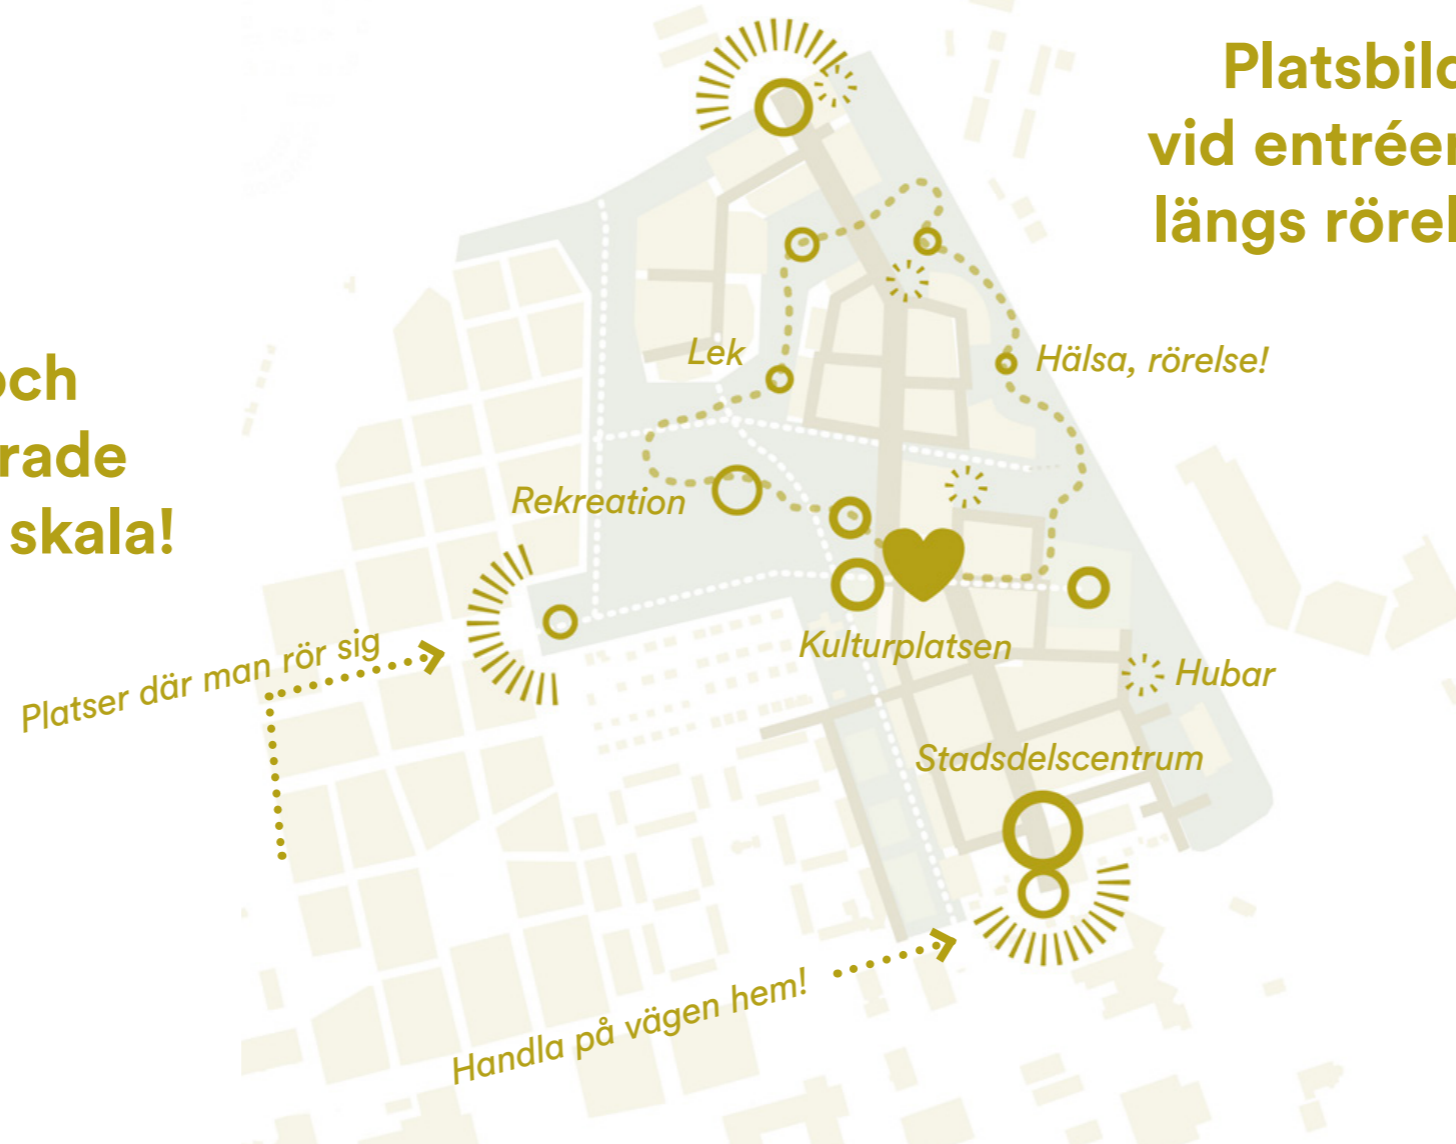 Platsbild
vid entréer
längs rörel
och
rade
skala!
Lek
Hälsa, rörelse!
Rekreation
Kulturplatsen
Platser där man rör sig
Hubar
Stadsdelscentrum
Handla på vägen hem!